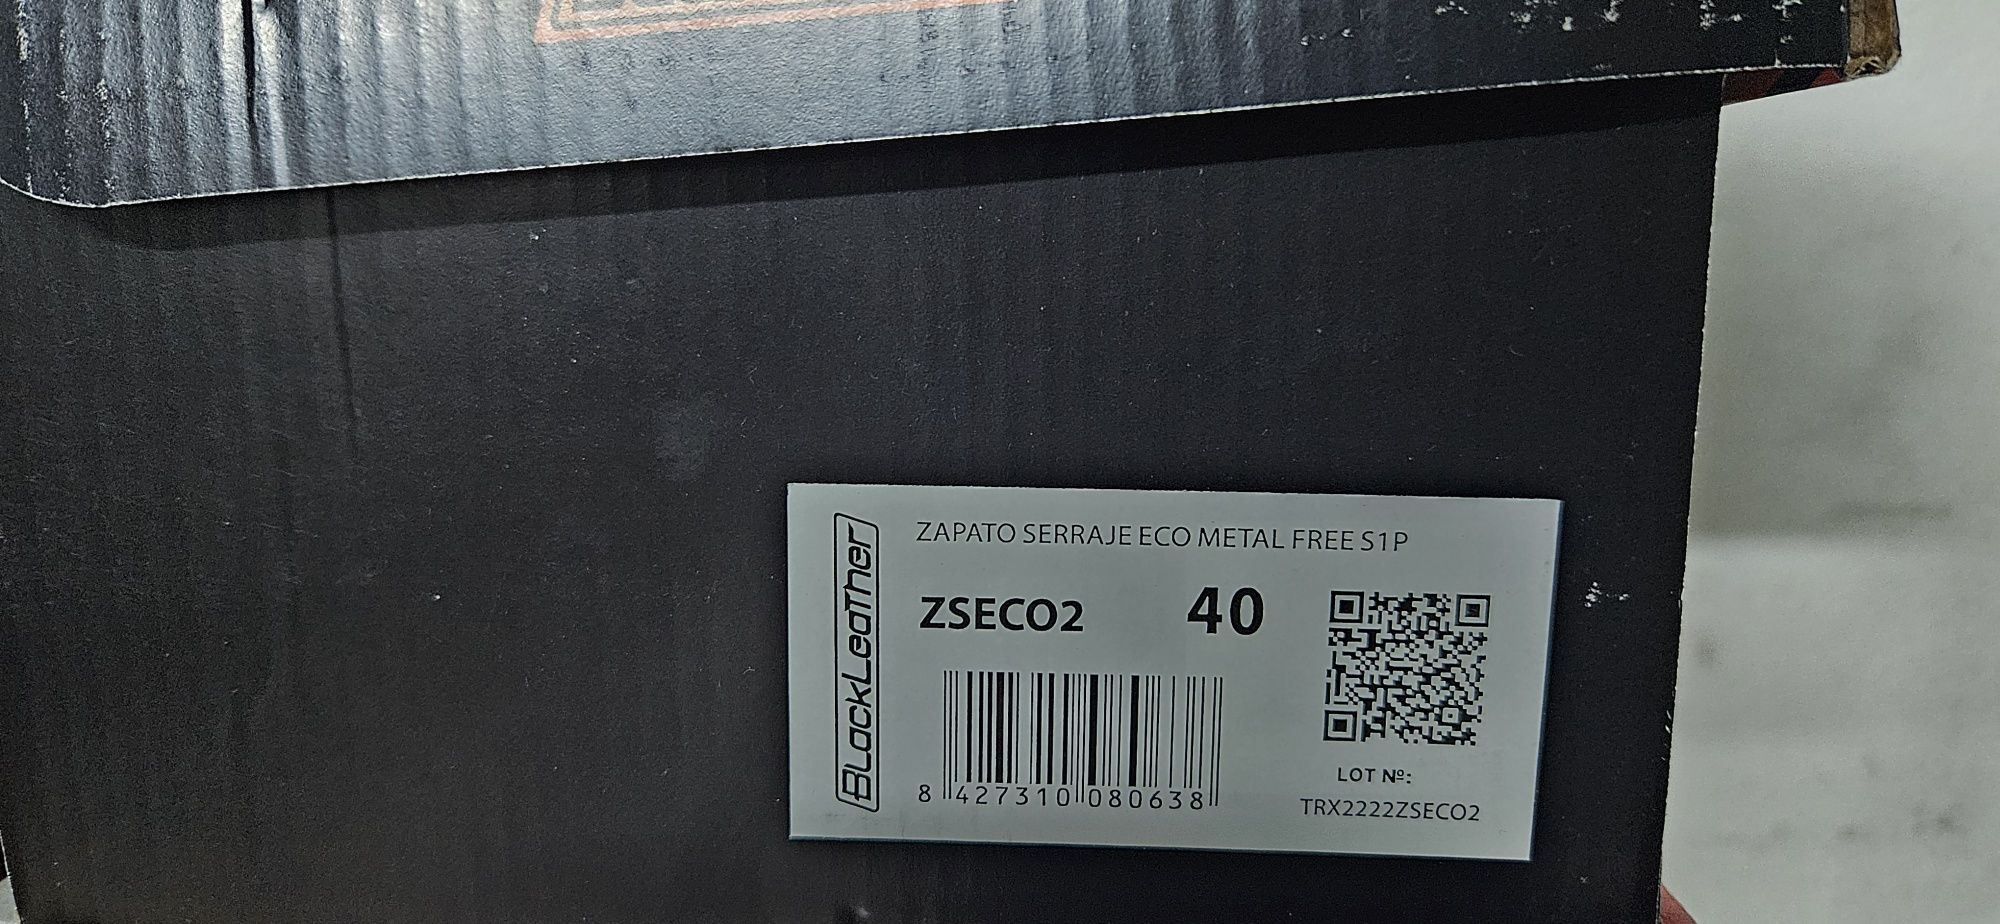 BlackLeather
ZAPATO SERRAJE ECO METAL FREE S1P
ZSECO2
40
8 427310 080638
LOT Nº:
TRX2222ZSECO2